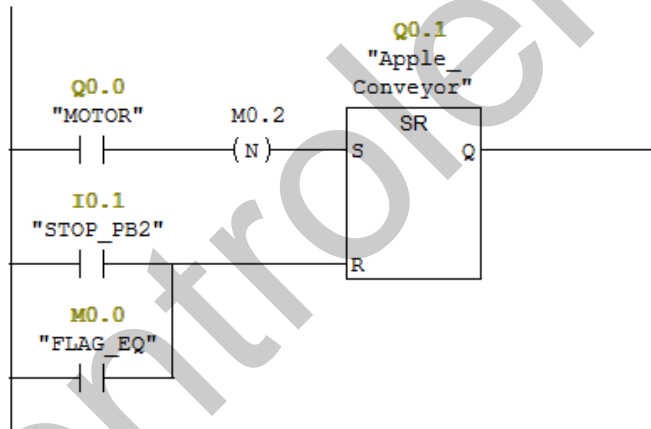 Q0.1
"Apple_
Conveyor"
Q0.0
"MOTOR"
M0.2
SR
N
S
Q
I0.1
"STOP_PB2"
R
M0.0
"FLAG_EQ"